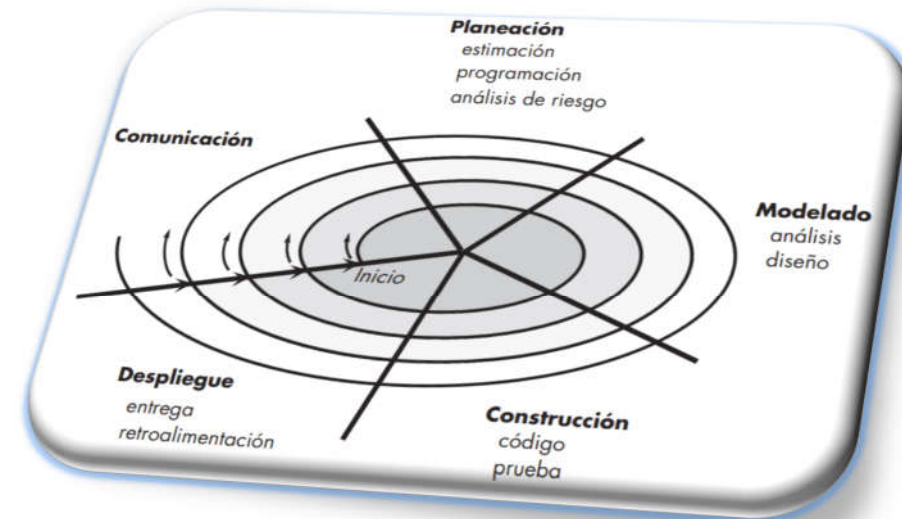 Planeación
estimación
programación
análisis de riesgo
Comunicación
Modelado
análisis
diseño
Inicio
Despliegue
entrega
retroalimentación
Construcción
código
prueba